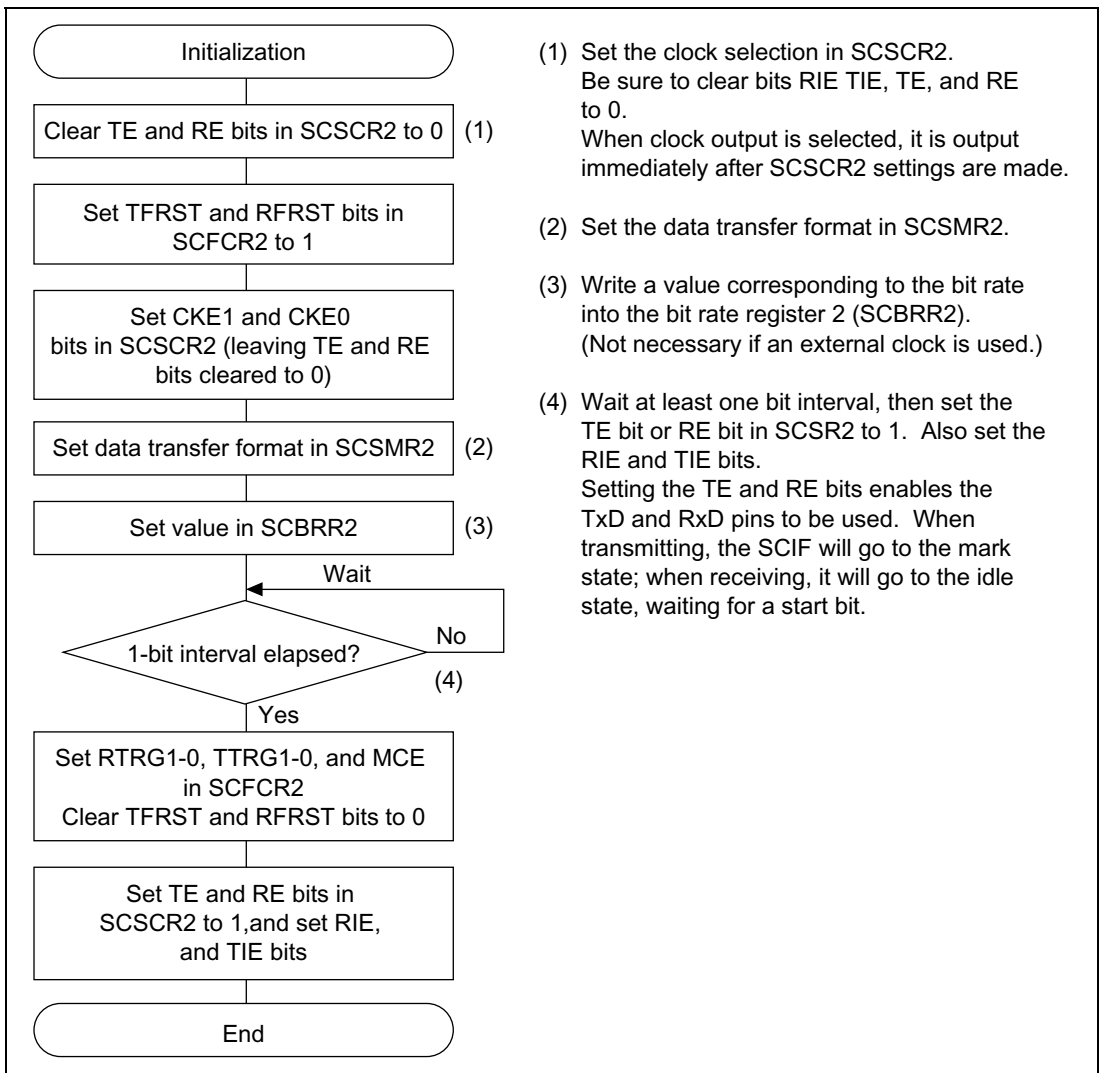 Initialization
Clear TE and RE bits in SCSCR2 to 0
(1)
Set TFRST and RFRST bits in
SCFCR2 to 1
Set CKE1 and CKE0
bits in SCSCR2 (leaving TE and RE
bits cleared to 0)
Set data transfer format in SCSMR2
(2)
Set value in SCBRR2
(3)
Wait
1-bit interval elapsed?
No
(4)
Yes
Set RTRG1-0, TTRG1-0, and MCE
in SCFCR2
Clear TFRST and RFRST bits to 0
Set TE and RE bits in
SCSCR2 to 1,and set RIE,
and TIE bits
End
(1) Set the clock selection in SCSCR2.
Be sure to clear bits RIE TIE, TE, and RE
to 0.
When clock output is selected, it is output
immediately after SCSCR2 settings are made.
(2) Set the data transfer format in SCSMR2.
(3) Write a value corresponding to the bit rate
into the bit rate register 2 (SCBRR2).
(Not necessary if an external clock is used.)
(4) Wait at least one bit interval, then set the
TE bit or RE bit in SCSR2 to 1. Also set the
RIE and TIE bits.
Setting the TE and RE bits enables the
TxD and RxD pins to be used. When
transmitting, the SCIF will go to the mark
state; when receiving, it will go to the idle
state, waiting for a start bit.